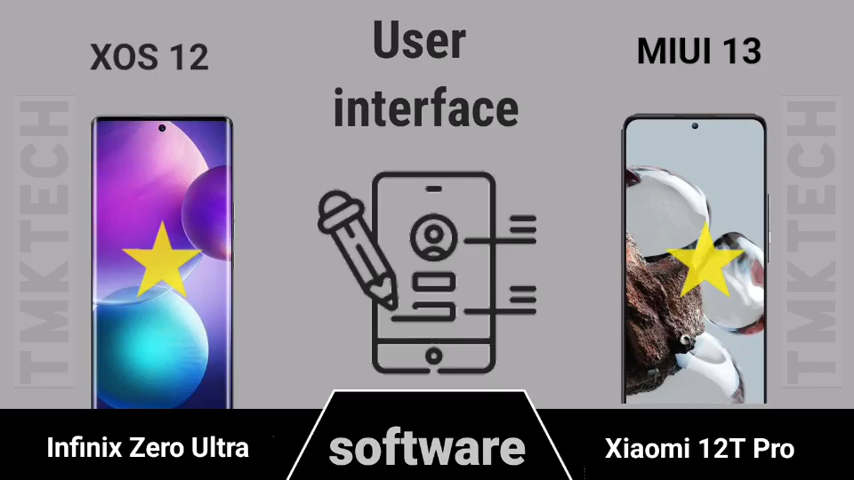 XOS 12
User
interface
MIUI 13
TMKTECH
TMKTECH
Infinix Zero Ultra
software
Xiaomi 12T Pro